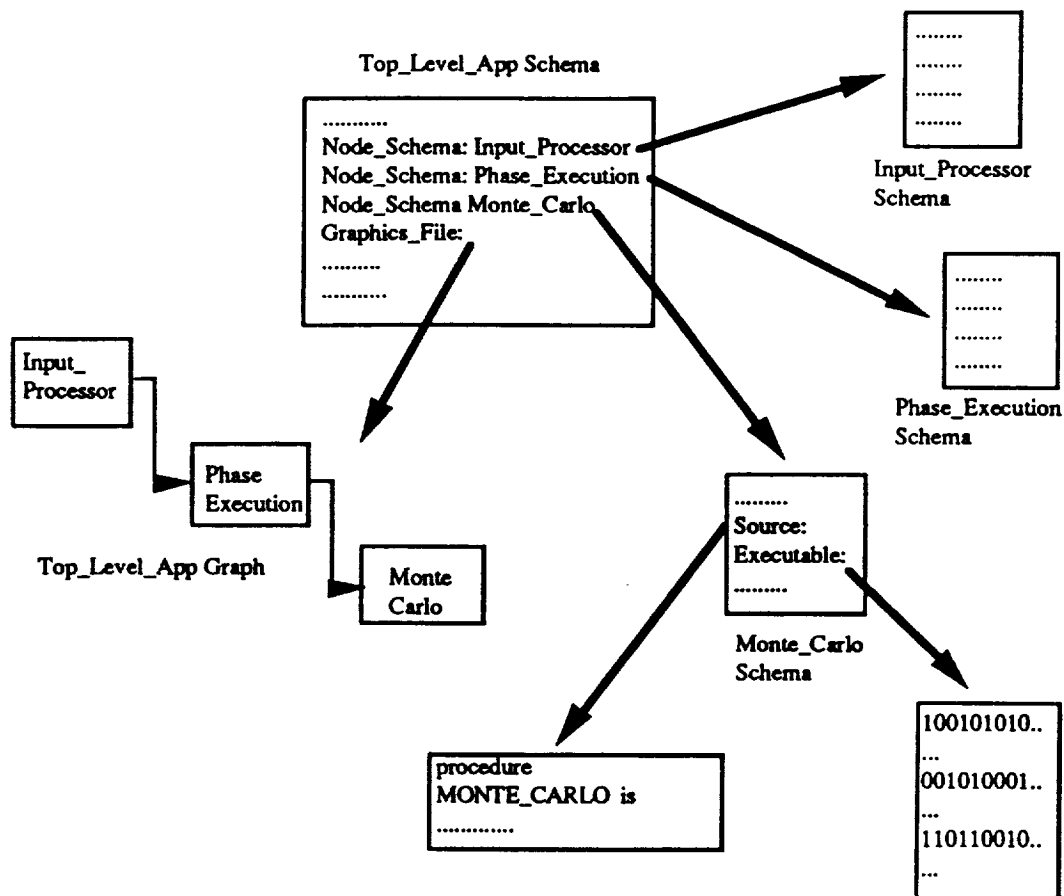 Top_Level_App Schema
............
Node_Schema: Input_Processor
Node_Schema: Phase_Execution
Node_Schema Monte_Carlo
Graphics_File:
..........
...........
........
........
........
........
Input_Processor
Schema
........
........
........
........
Phase_Execution
Schema
Input_
Processor
Phase
Execution
Monte
Carlo
Top_Level_App Graph
.........
Source:
Executable:
.........
Monte_Carlo
Schema
procedure
MONTE_CARLO is
.............
100101010..
...
001010001..
...
110110010..
...